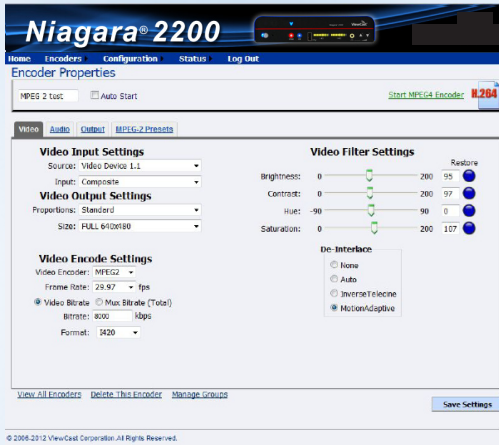 Niagara® 2200
Home Encoders Configuration Status Log Out
Encoder Properties
MPEG 2 test Auto Start Start MPEG4 Encoder H.264
Video Audio Output MPEG-2 Presets
Video Input Settings
Source: Video Device 1.1
Input: Composite
Video Output Settings
Proportions: Standard
Size: FULL 640x480
Video Encode Settings
Video Encoder: MPEG2
Frame Rate: 29.97 fps
Video Bitrate Mux Bitrate (Total)
Bitrate: 8000 kbps
Format: I420
Video Filter Settings
Restore
Brightness: 0 200 95
Contrast: 0 200 97
Hue: -90 90 0
Saturation: 0 200 107
De-Interlace
None
Auto
InverseTelecine
MotionAdaptive
View All Encoders Delete This Encoder Manage Groups
Save Settings
© 2006-2012 ViewCast Corporation.All Rights Reserved.